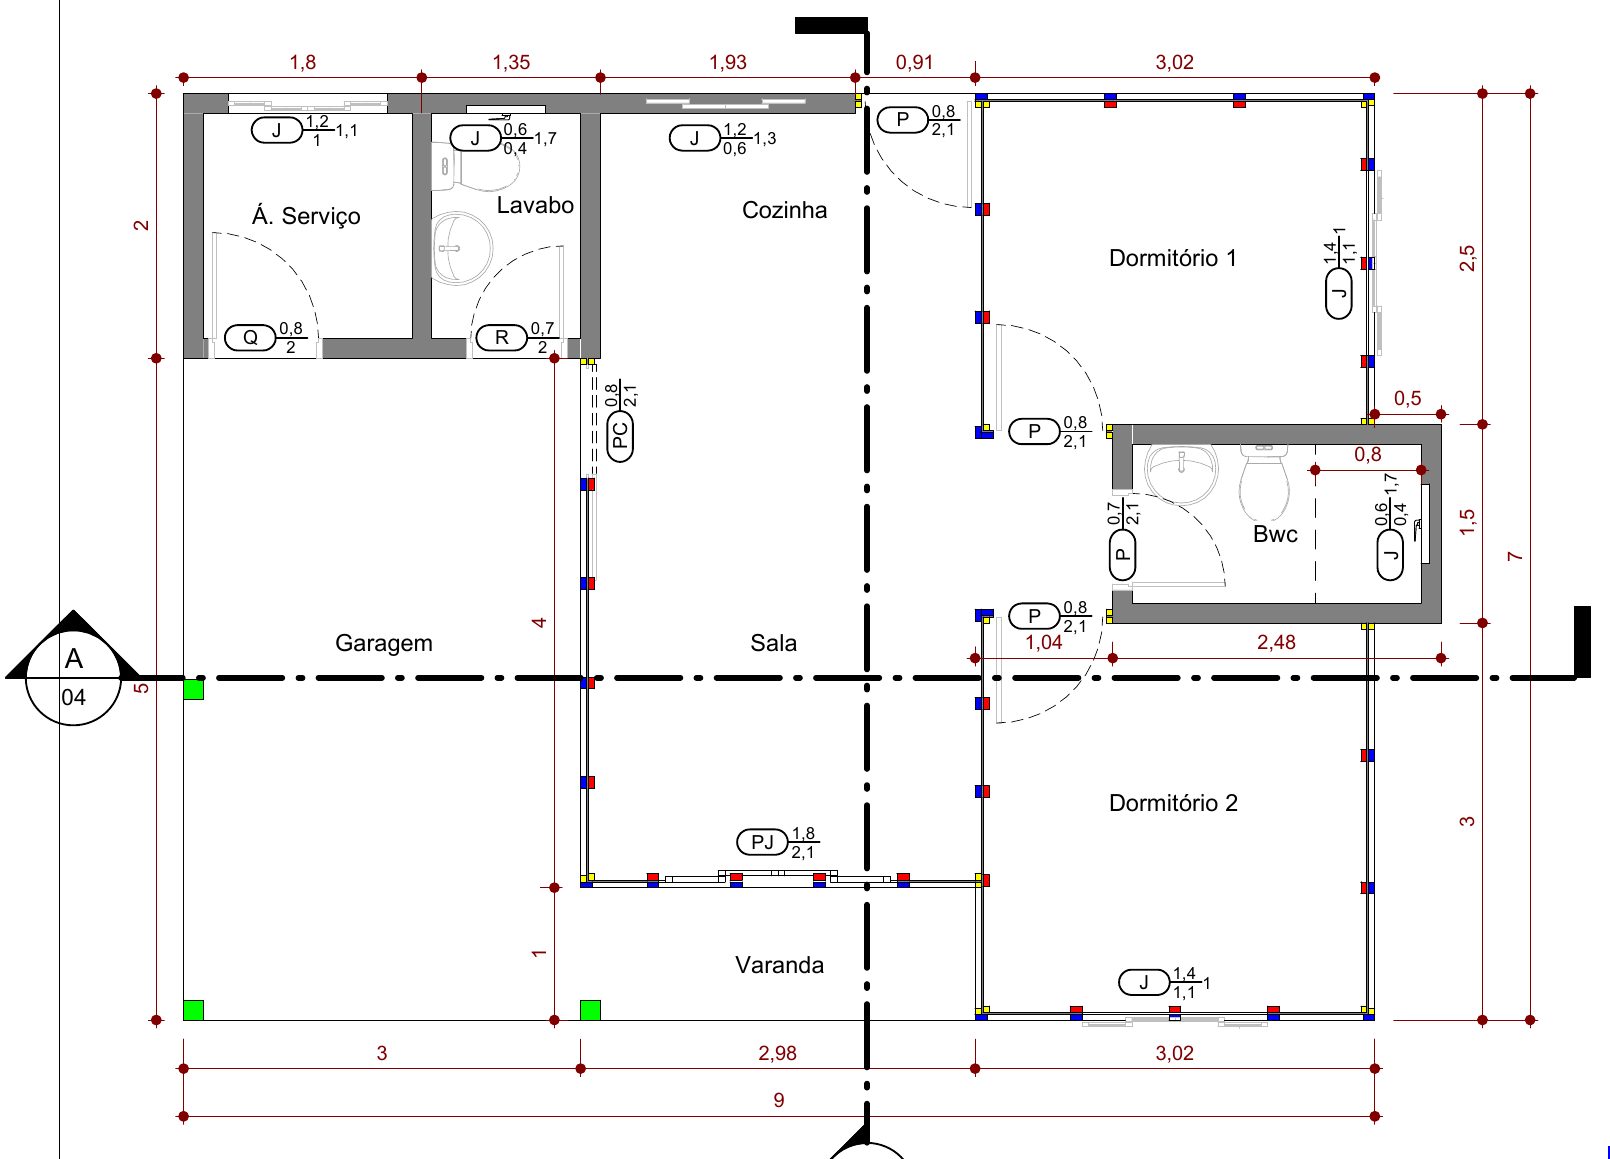 1,8
1,35
1,93
0,91
3,02
J 1,2 1 1,1
J 0,6 0,4 1,7
J 1,2 0,6 1,3
P 0,8 2,1
2
Á. Serviço
Lavabo
Cozinha
Dormitório 1
J 1,4 1,1 1
2,5
Q 0,8 2
R 0,7 2
PC 0,8 2,1
P 0,8 2,1
0,5
0,8
P 0,7 2,1
Bwc
J 0,6 0,4 1,7
1,5
7
P 0,8 2,1
1,04
2,48
4
Garagem
Sala
A
04
5
Dormitório 2
3
PJ 1,8 2,1
1
Varanda
J 1,4 1,1 1
3
2,98
3,02
9